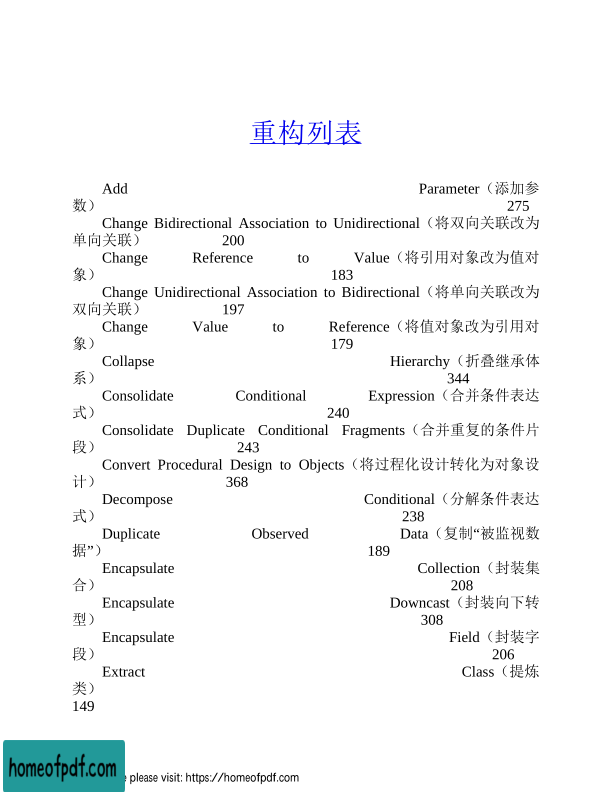 重构列表
Add Parameter（添加参
数） 275
Change Bidirectional Association to Unidirectional（将双向关联改为
单向关联） 200
Change Reference to Value（将引用对象改为值对
象） 183
Change Unidirectional Association to Bidirectional（将单向关联改为
双向关联） 197
Change Value to Reference（将值对象改为引用对
象） 179
Collapse Hierarchy（折叠继承体
系） 344
Consolidate Conditional Expression（合并条件表达
式） 240
Consolidate Duplicate Conditional Fragments（合并重复的条件片
段） 243
Convert Procedural Design to Objects（将过程化设计转化为对象设
计） 368
Decompose Conditional（分解条件表达
式） 238
Duplicate Observed Data（复制“被监视数
据”） 189
Encapsulate Collection（封装集
合） 208
Encapsulate Downcast（封装向下转
型） 308
Encapsulate Field（封装字
段） 206
Extract Class（提炼
类）
149
homeofpdf.com
please visit: https://homeofpdf.com